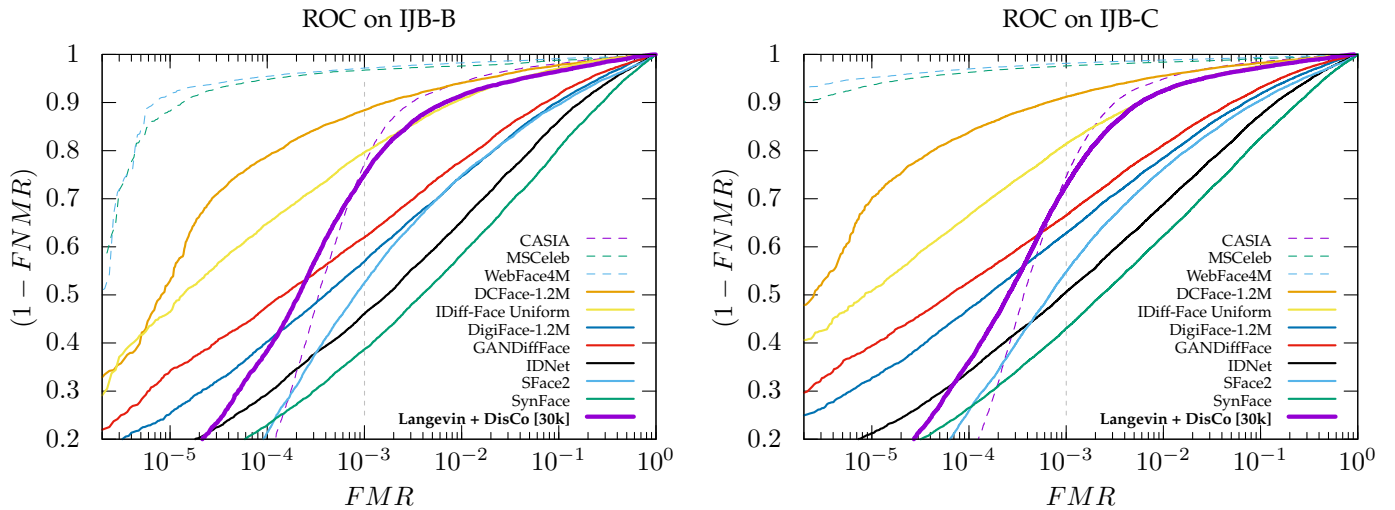 ROC on IJB-B
1
0.9
0.8
0.7
0.6
0.5
0.4
0.3
0.2
(1 − FNMR)
CASIA
MSCeleb
WebFace4M
DCFace-1.2M
IDiff-Face Uniform
DigiFace-1.2M
GANDiffFace
IDNet
SFace2
SynFace
Langevin + DisCo [30k]
10⁻⁵ 10⁻⁴ 10⁻³ 10⁻² 10⁻¹ 10⁰
FMR
ROC on IJB-C
1
0.9
0.8
0.7
0.6
0.5
0.4
0.3
0.2
(1 − FNMR)
CASIA
MSCeleb
WebFace4M
DCFace-1.2M
IDiff-Face Uniform
DigiFace-1.2M
GANDiffFace
IDNet
SFace2
SynFace
Langevin + DisCo [30k]
10⁻⁵ 10⁻⁴ 10⁻³ 10⁻² 10⁻¹ 10⁰
FMR